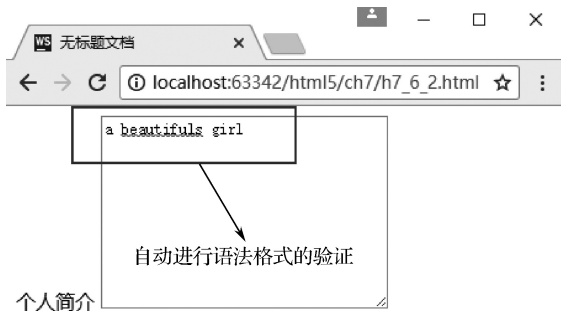 WS 无标题文档
localhost:63342/html5/ch7/h7_6_2.html
a beautifuls girl
自动进行语法格式的验证
个人简介